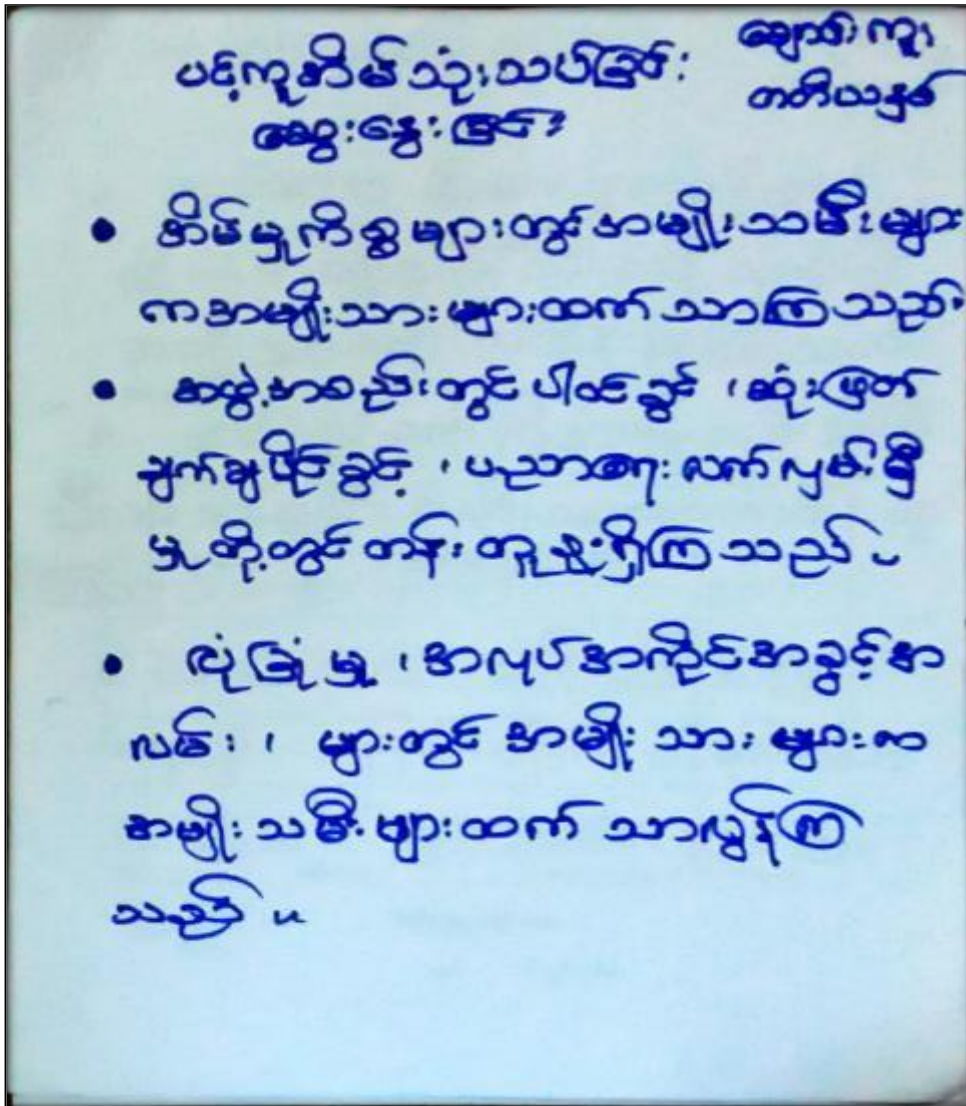 ပင့်ကူအိမ်သုံးသပ်ခြင်း
ဆွေးနွေးခြင်း
ချောင်းကူး
တတိယနှစ်
• အိမ်မှုကိစ္စများတွင်အမျိုးသမီးများ
ကအမျိုးသားများထက်သာကြသည်။
• အဖွဲ့အစည်းတွင်ပါဝင်ခွင့်၊ဆုံးဖြတ်
ချက်ချပိုင်ခွင့်၊ပညာရေးလက်လှမ်းမှီ
မှုတို့တွင်တန်းတူနှုန်းရှိကြသည်။
• လုံခြုံမှု၊အလုပ်အကိုင်အခွင့်အ
လမ်း၊များတွင်အမျိုးသားများက
အမျိုးသမီးများထက်သာလွန်ကြ
သည်။